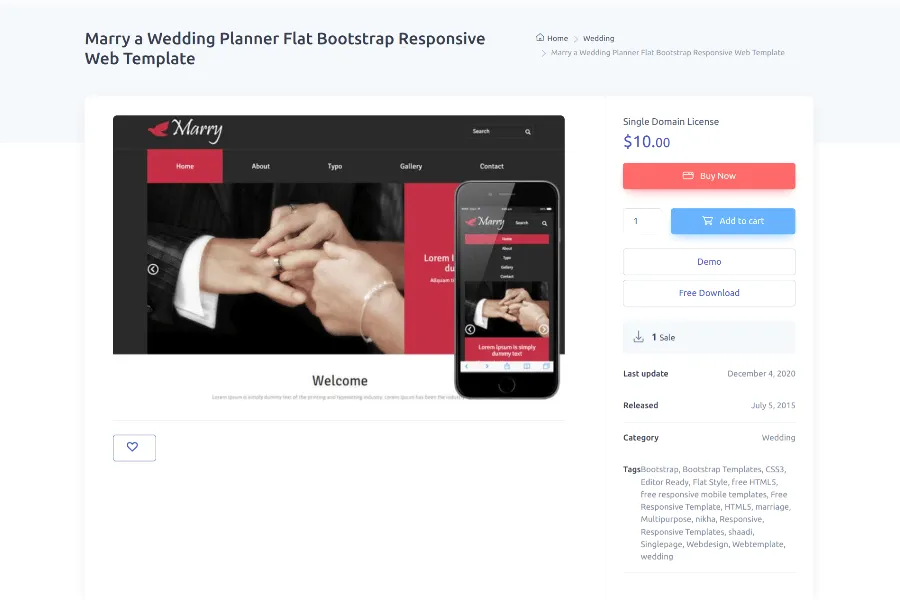 Marry a Wedding Planner Flat Bootstrap Responsive
Web Template
Home > Wedding
> Marry a Wedding Planner Flat Bootstrap Responsive Web Template
Marry
Search
Home About Typo Gallery Contact
Lorem I
du
Aliquam t
Marry
Search
Home
About
Typo
Gallery
Contact
Lorem Ipsum is simply
dummy text
Welcome
Lorem Ipsum is simply dummy text of the printing and typesetting industry. Lorem Ipsum has been the industry
Single Domain License
$10.00
Buy Now
1
Add to cart
Demo
Free Download
1 Sale
Last update December 4, 2020
Released July 5, 2015
Category Wedding
Tags Bootstrap, Bootstrap Templates, CSS3,
Editor Ready, Flat Style, free HTML5,
free responsive mobile templates, Free
Responsive Template, HTML5, marriage,
Multipurpose, nikha, Responsive,
Responsive Templates, shaadi,
Singlepage, Webdesign, Webtemplate,
wedding